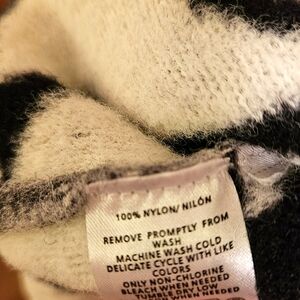 100% NYLON/ NILÓN
REMOVE PROMPTLY FROM
WASH
MACHINE WASH COLD
DELICATE CYCLE WITH LIKE
COLORS
ONLY NON-CHLORINE
BLEACH WHEN NEEDED
TUMBLE DRY LOW